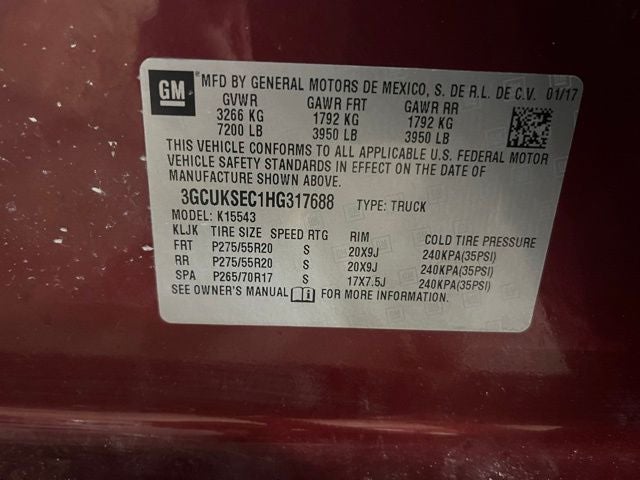 GM MFD BY GENERAL MOTORS DE MEXICO, S. DE R.L. DE C.V. 01/17
GVWR GAWR FRT GAWR RR
3266 KG 1792 KG 1792 KG
7200 LB 3950 LB 3950 LB
THIS VEHICLE CONFORMS TO ALL APPLICABLE U.S. FEDERAL MOTOR
VEHICLE SAFETY STANDARDS IN EFFECT ON THE DATE OF
MANUFACTURE SHOWN ABOVE.
3GCUKSEC1HG317688 TYPE: TRUCK
MODEL: K15543
KLJK TIRE SIZE SPEED RTG RIM COLD TIRE PRESSURE
FRT P275/55R20 S 20X9J 240KPA(35PSI)
RR P275/55R20 S 20X9J 240KPA(35PSI)
SPA P265/70R17 S 17X7.5J 240KPA(35PSI)
SEE OWNER'S MANUAL FOR MORE INFORMATION.